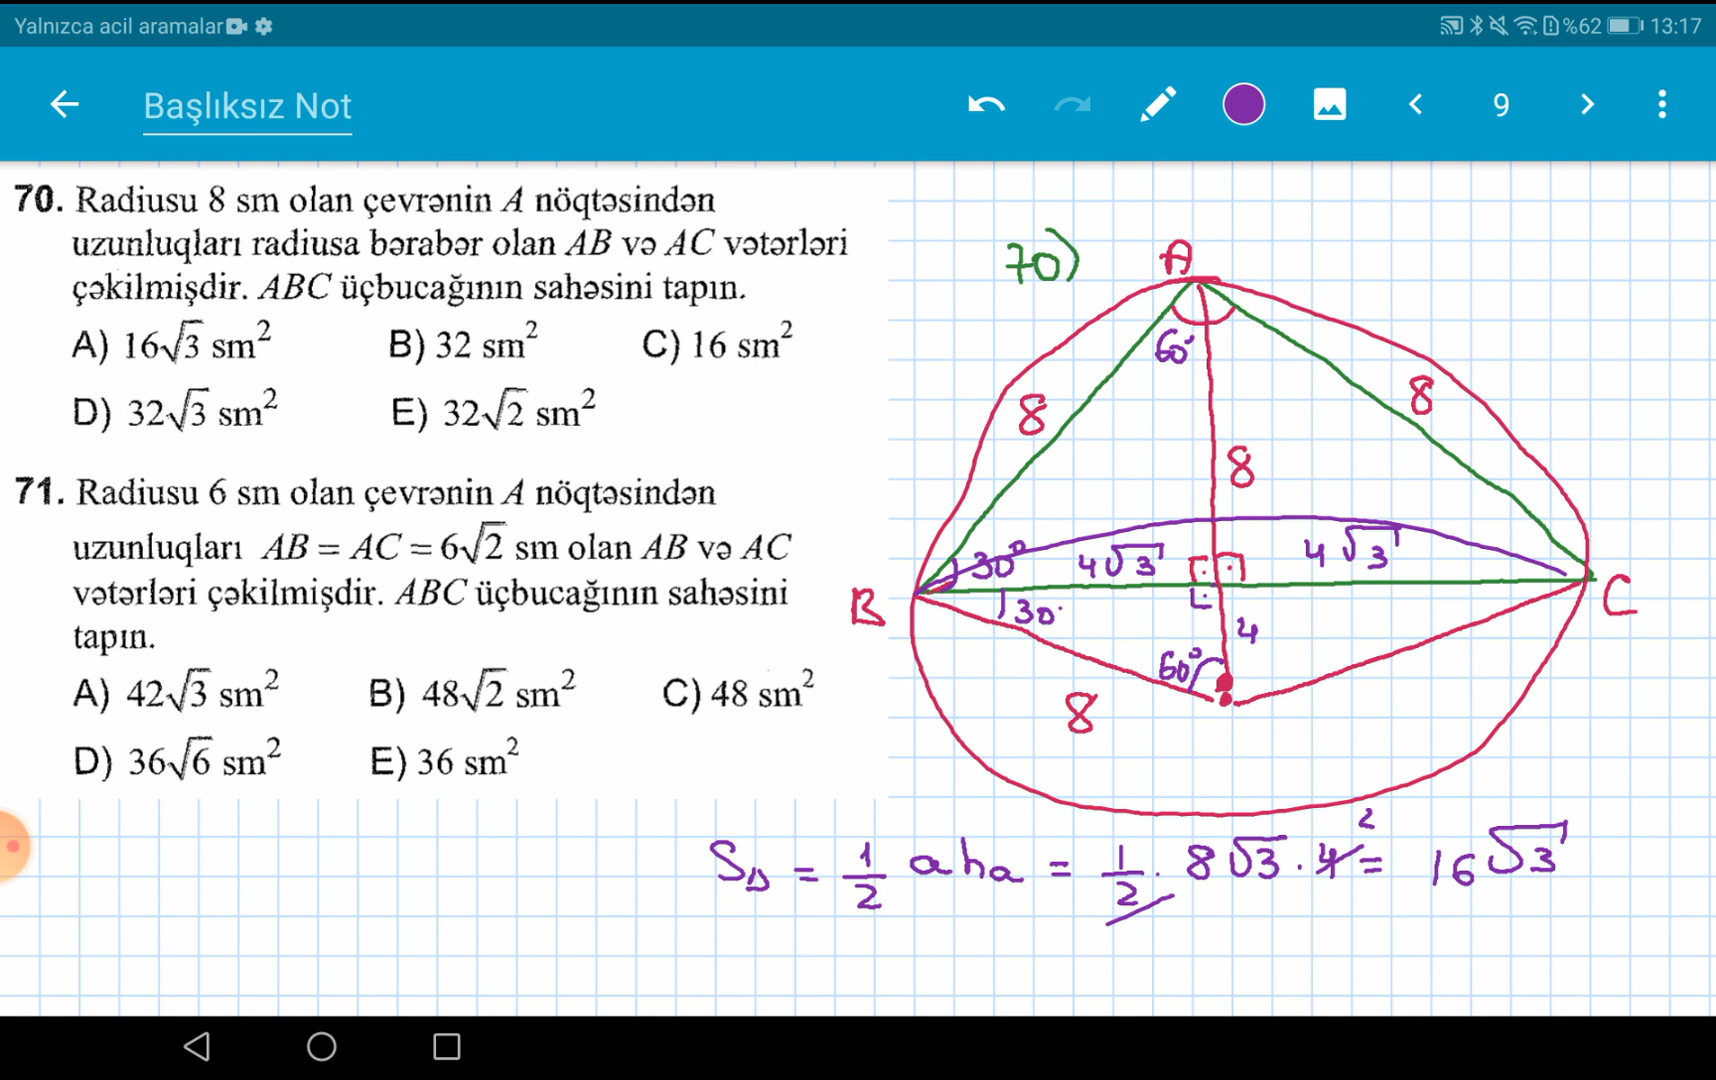 Yalnızca acil aramalar
%62 13:17
Başlıksız Not
9
70. Radiusu 8 sm olan çevrənin A nöqtəsindən
uzunluqları radiusa bərabər olan AB və AC vətərləri
çəkilmişdir. ABC üçbucağının sahəsini tapın.
A) 16√3 sm² B) 32 sm² C) 16 sm²
D) 32√3 sm² E) 32√2 sm²
71. Radiusu 6 sm olan çevrənin A nöqtəsindən
uzunluqları AB = AC = 6√2 sm olan AB və AC
vətərləri çəkilmişdir. ABC üçbucağının sahəsini
tapın.
A) 42√3 sm² B) 48√2 sm² C) 48 sm²
D) 36√6 sm² E) 36 sm²
70)
A
60°
8
8
8
30°
4√3
4√3
B
30°
C
4
60°
8
S△ = 1/2 aha = 1/2 · 8√3 · 4 2 = 16√3